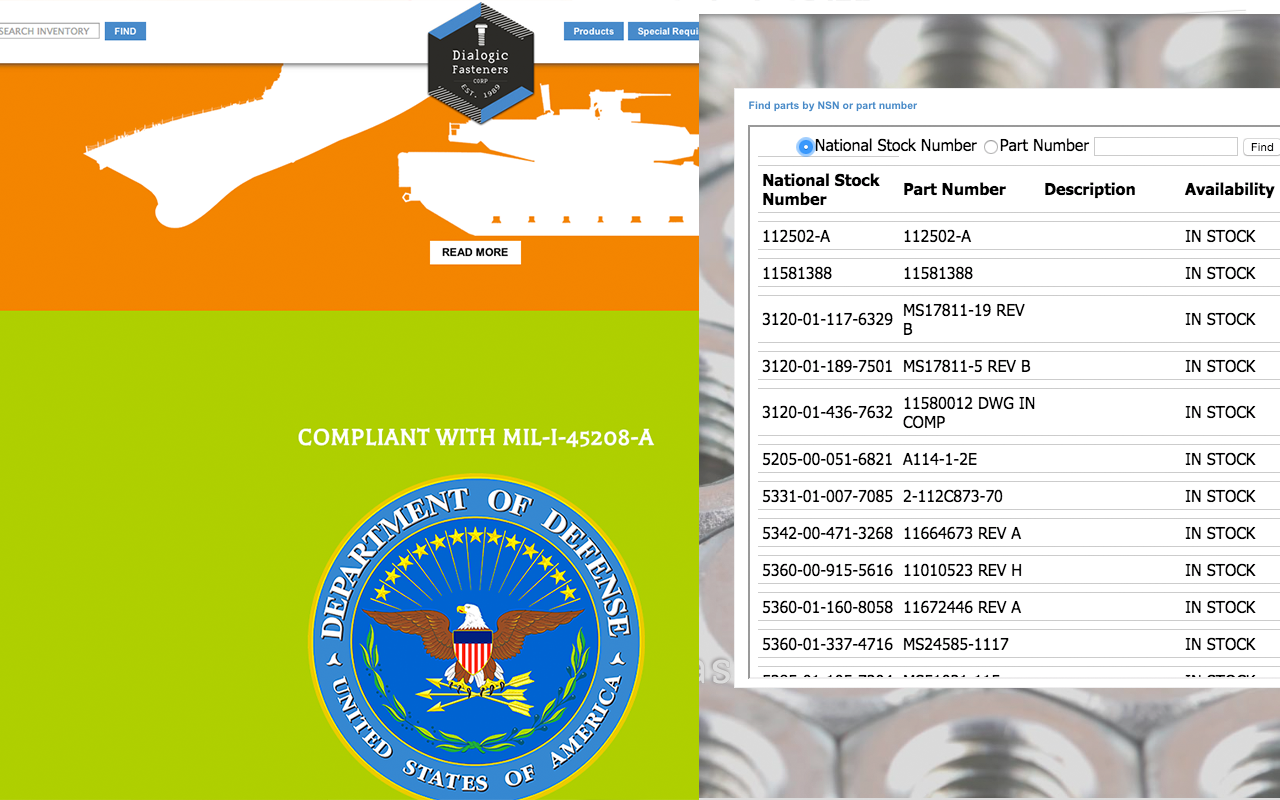 SEARCH INVENTORY
FIND
Dialogic
Fasteners
CORP
EST. 1989
Products
Special Requi
READ MORE
COMPLIANT WITH MIL-I-45208-A
DEPARTMENT OF DEFENSE
UNITED STATES OF AMERICA
Find parts by NSN or part number
National Stock Number Part Number Find
National Stock Number Part Number Description Availability
112502-A 112502-A IN STOCK
11581388 11581388 IN STOCK
3120-01-117-6329 MS17811-19 REV B IN STOCK
3120-01-189-7501 MS17811-5 REV B IN STOCK
3120-01-436-7632 11580012 DWG IN COMP IN STOCK
5205-00-051-6821 A114-1-2E IN STOCK
5331-01-007-7085 2-112C873-70 IN STOCK
5342-00-471-3268 11664673 REV A IN STOCK
5360-00-915-5616 11010523 REV H IN STOCK
5360-01-160-8058 11672446 REV A IN STOCK
5360-01-337-4716 MS24585-1117 IN STOCK